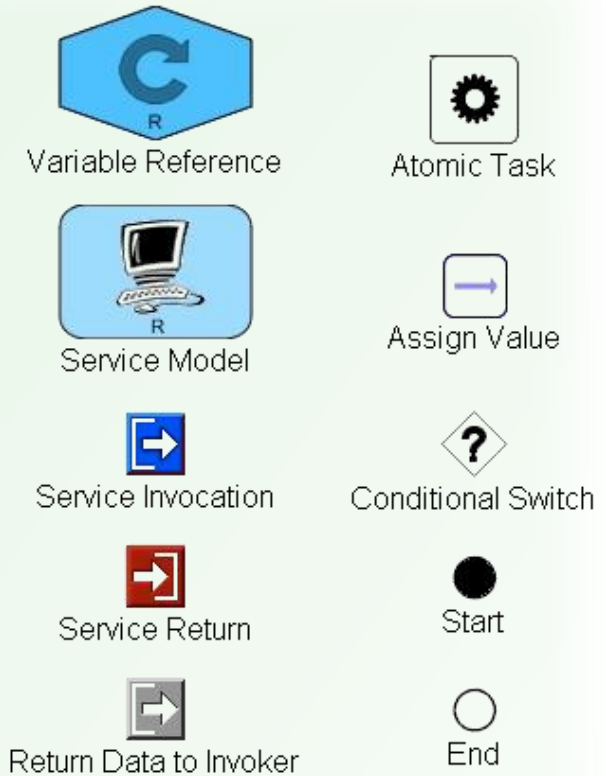 R
Variable Reference
Atomic Task
R
Service Model
Assign Value
?
Service Invocation
Conditional Switch
Service Return
Start
Return Data to Invoker
End